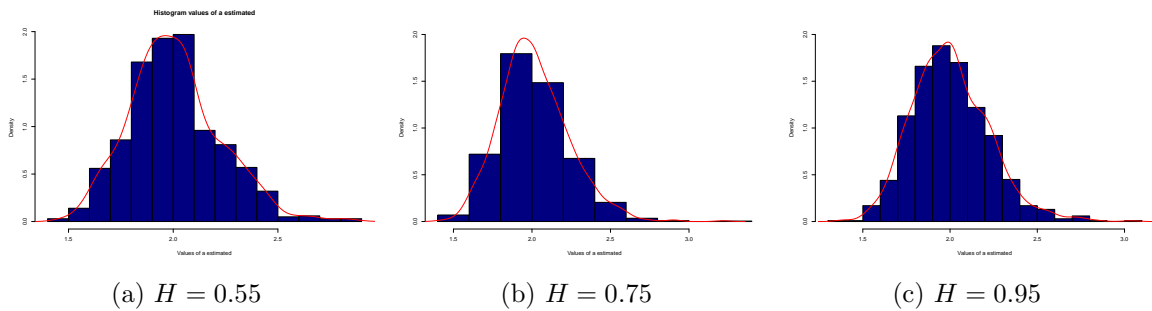 Histogram values of a estimated
Density
2.0
1.5
1.0
0.5
0.0
1.5 2.0 2.5
Values of a estimated
(a) H = 0.55
Density
2.0
1.5
1.0
0.5
0.0
1.5 2.0 2.5 3.0
Values of a estimated
(b) H = 0.75
Density
2.0
1.5
1.0
0.5
0.0
1.5 2.0 2.5 3.0
Values of a estimated
(c) H = 0.95